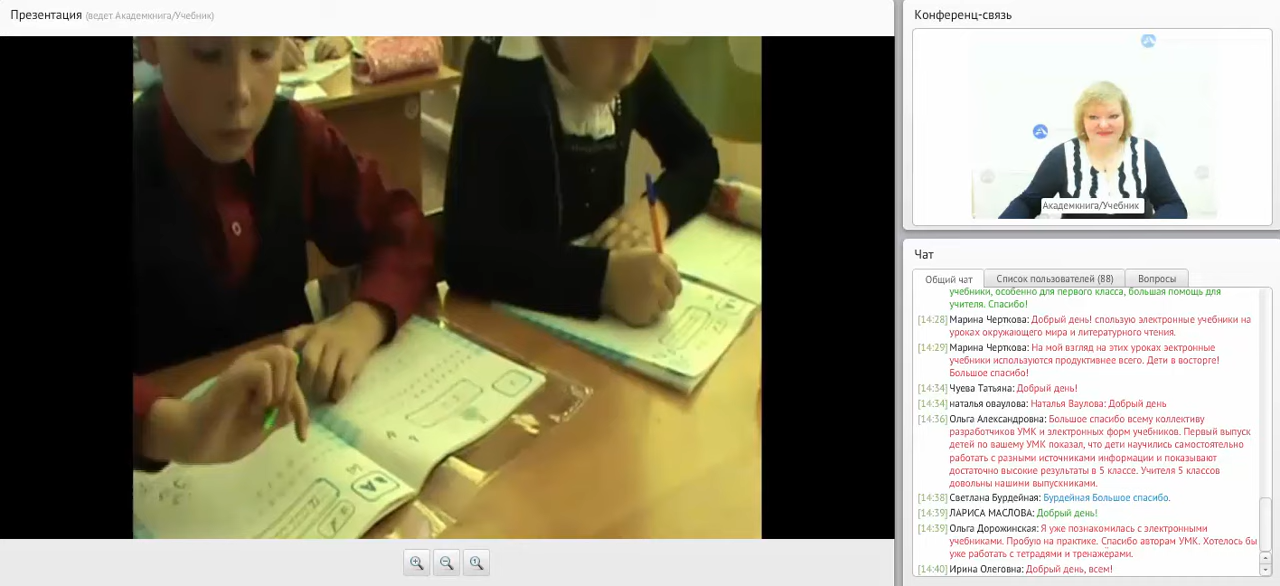 Презентация (ведет Академкнига/Учебник)
Конференц-связь
Академкнига/Учебник
Чат
Общий чат
Список пользователей (88)
Вопросы
учебники, особенно для первого класса, большая помощь для
учителя. Спасибо!
[14:28] Марина Черткова: Добрый день! спользую электронные учебники на
уроках окружающего мира и литературного чтения.
[14:29] Марина Черткова: На мой взгляд на этих уроках эектронные
учебники используются продуктивнее всего. Дети в восторге!
Большое спасибо!
[14:34] Чуева Татьяна: Добрый день!
[14:34] наталья оваулова: Наталья Ваулова: Добрый день
[14:36] Ольга Александровна: Большое спасибо всему коллективу
разработчиков УМК и электронных форм учебников. Первый выпуск
детей по вашему УМК показал, что дети научились самостоятельно
работать с разными источниками информации и показывают
достаточно высокие результаты в 5 классе. Учителя 5 классов
довольны нашими выпускниками.
[14:38] Светлана Бурдейная: Бурдейная Большое спасибо.
[14:39] ЛАРИСА МАСЛОВА: Добрый день!
[14:39] Ольга Дорожинская: Я уже познакомилась с электронными
учебниками. Пробую на практике. Спасибо авторам УМК. Хотелось бы
уже работать с тетрадями и тренажерами.
[14:40] Ирина Олеговна: Добрый день, всем!